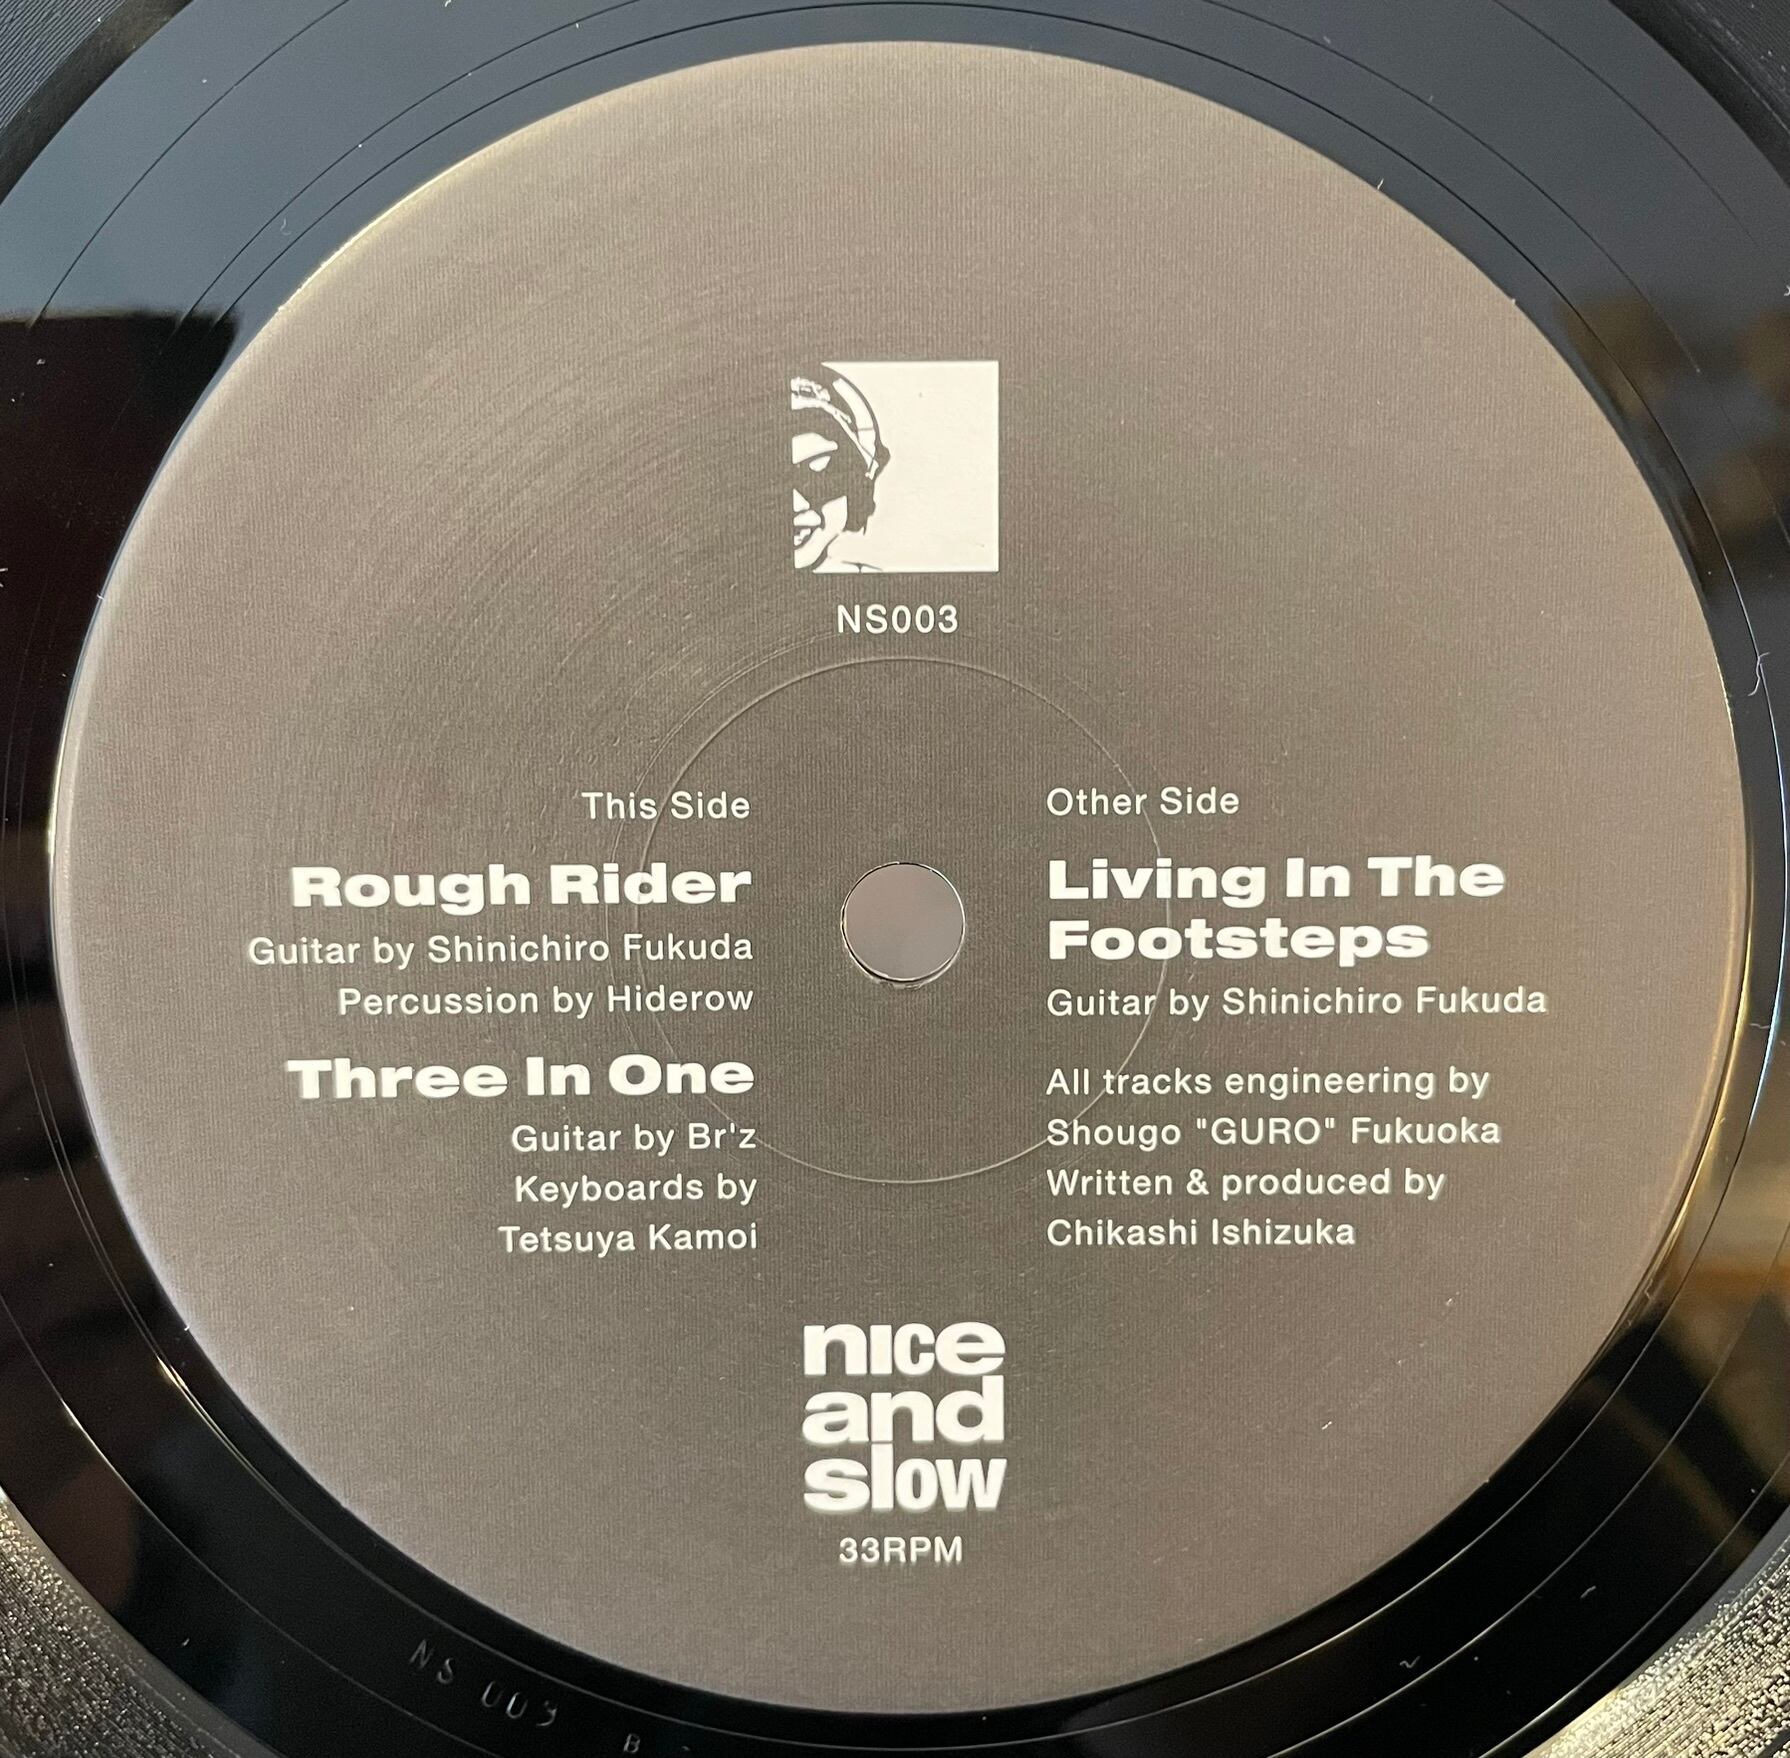 NS003
This Side
Rough Rider
Guitar by Shinichiro Fukuda
Percussion by Hiderow
Three In One
Guitar by Br'z
Keyboards by
Tetsuya Kamoi
Other Side
Living In The
Footsteps
Guitar by Shinichiro Fukuda
All tracks engineering by
Shougo "GURO" Fukuoka
Written & produced by
Chikashi Ishizuka
nice
and
slow
33RPM
NS 003 B